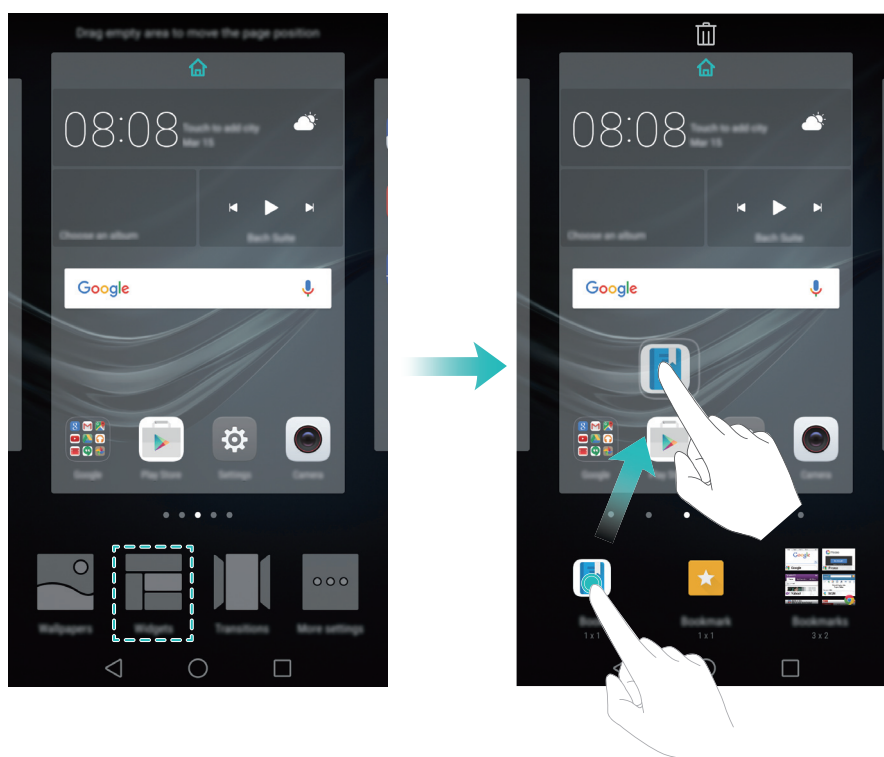 Drag empty area to move the page position
08:08
Touch to add city
Mar 15
Choose an album
Bach Suite
Google
Google
Play Store
Settings
Camera
Wallpapers
Widgets
Transitions
More settings
08:08
Touch to add city
Mar 15
Choose an album
Bach Suite
Google
Google
Camera
Bookmark
Bookmarks
1 x 1
1 x 1
3 x 2